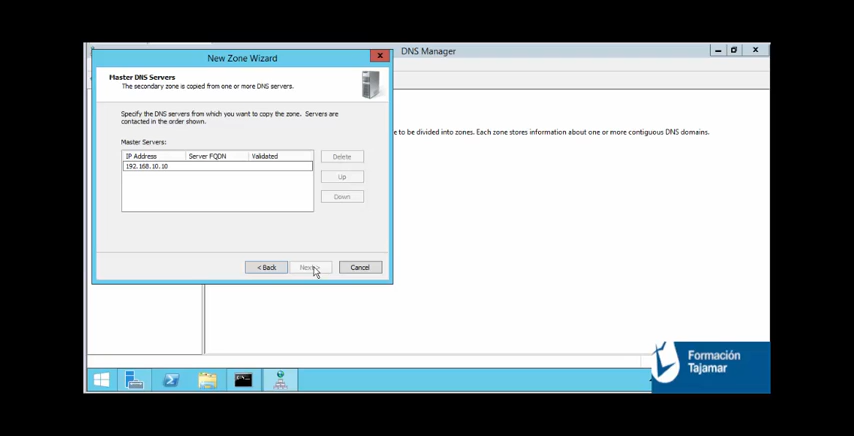 New Zone Wizard
x
DNS Manager
Master DNS Servers
The secondary zone is copied from one or more DNS servers.
Specify the DNS servers from which you want to copy the zone. Servers are
contacted in the order shown.
e to be divided into zones. Each zone stores information about one or more contiguous DNS domains.
Master Servers:
IP Address Server FQDN Validated
192.168.10.10
Delete
Up
Down
< Back
Next >
Cancel
Formación
Tajamar